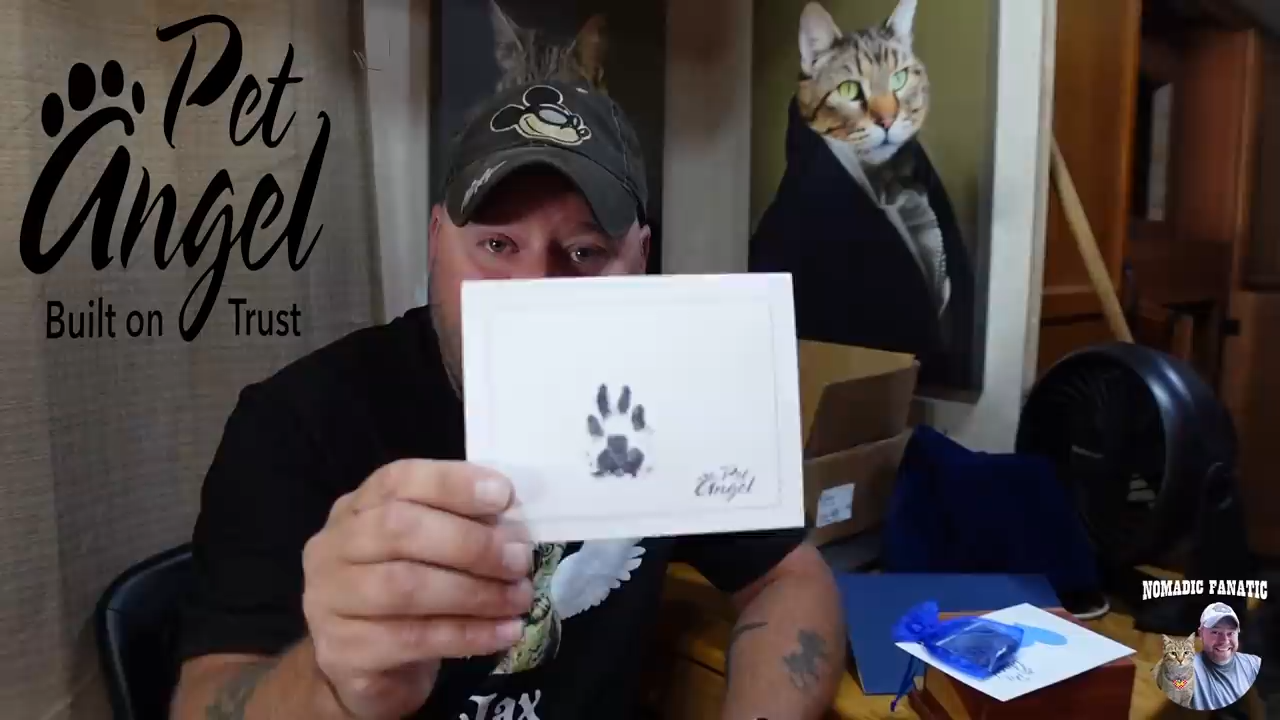 Pet
Angel
Built on Trust
Pet
Angel
Jax
NOMADIC FANATIC